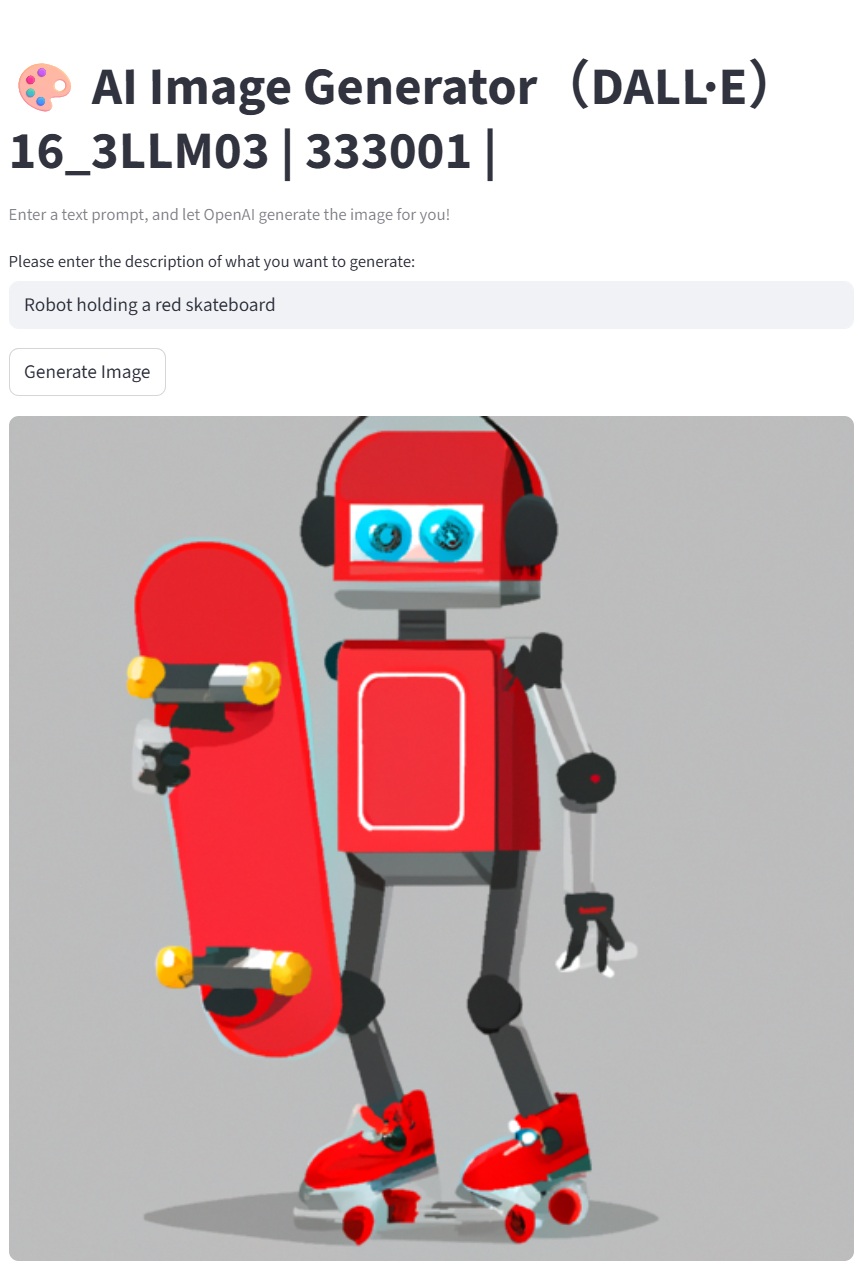 AI Image Generator（DALL·E）
16_3LLM03 | 333001 |
Enter a text prompt, and let OpenAI generate the image for you!
Please enter the description of what you want to generate:
Robot holding a red skateboard
Generate Image